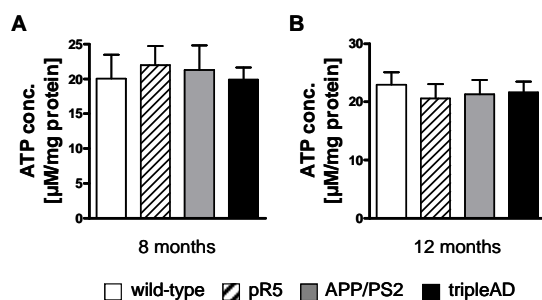 A
ATP conc.
[µM/mg protein]
25
20
15
10
5
0
8 months
B
ATP conc.
[µM/mg protein]
30
20
10
0
12 months
wild-type pR5 APP/PS2 tripleAD